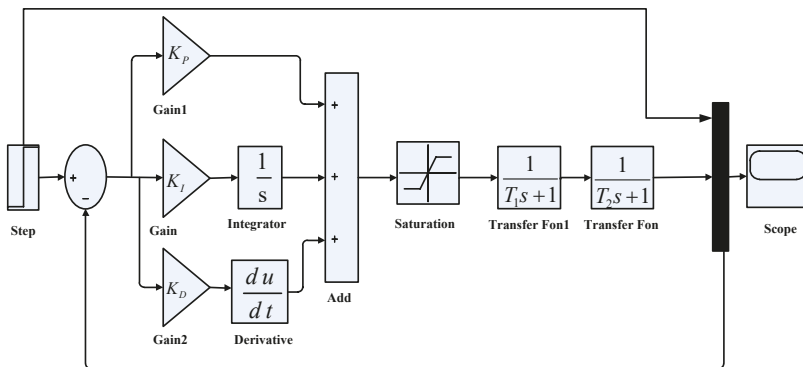 K_P
Gain1
+
−
Step
K_I
Gain
1
s
Integrator
K_D
Gain2
du
dt
Derivative
+
+
+
Add
Saturation
1
T_1s+1
Transfer Fon1
1
T_2s+1
Transfer Fon
Scope